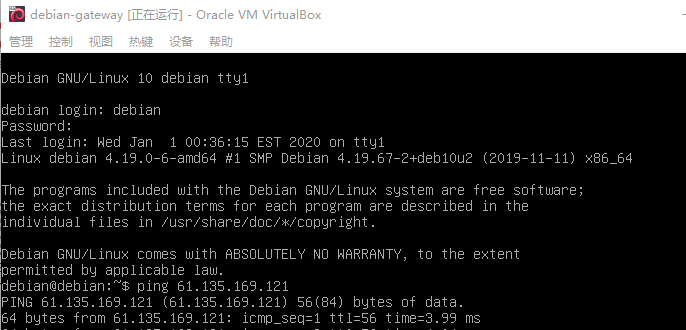 debian-gateway [正在运行] - Oracle VM VirtualBox
管理 控制 视图 热键 设备 帮助
Debian GNU/Linux 10 debian tty1
debian login: debian
Password:
Last login: Wed Jan  1 00:36:15 EST 2020 on tty1
Linux debian 4.19.0-6-amd64 #1 SMP Debian 4.19.67-2+deb10u2 (2019-11-11) x86_64
The programs included with the Debian GNU/Linux system are free software;
the exact distribution terms for each program are described in the
individual files in /usr/share/doc/*/copyright.
Debian GNU/Linux comes with ABSOLUTELY NO WARRANTY, to the extent
permitted by applicable law.
debian@debian:~$ ping 61.135.169.121
PING 61.135.169.121 (61.135.169.121) 56(84) bytes of data.
64 bytes from 61.135.169.121: icmp_seq=1 ttl=56 time=3.99 ms